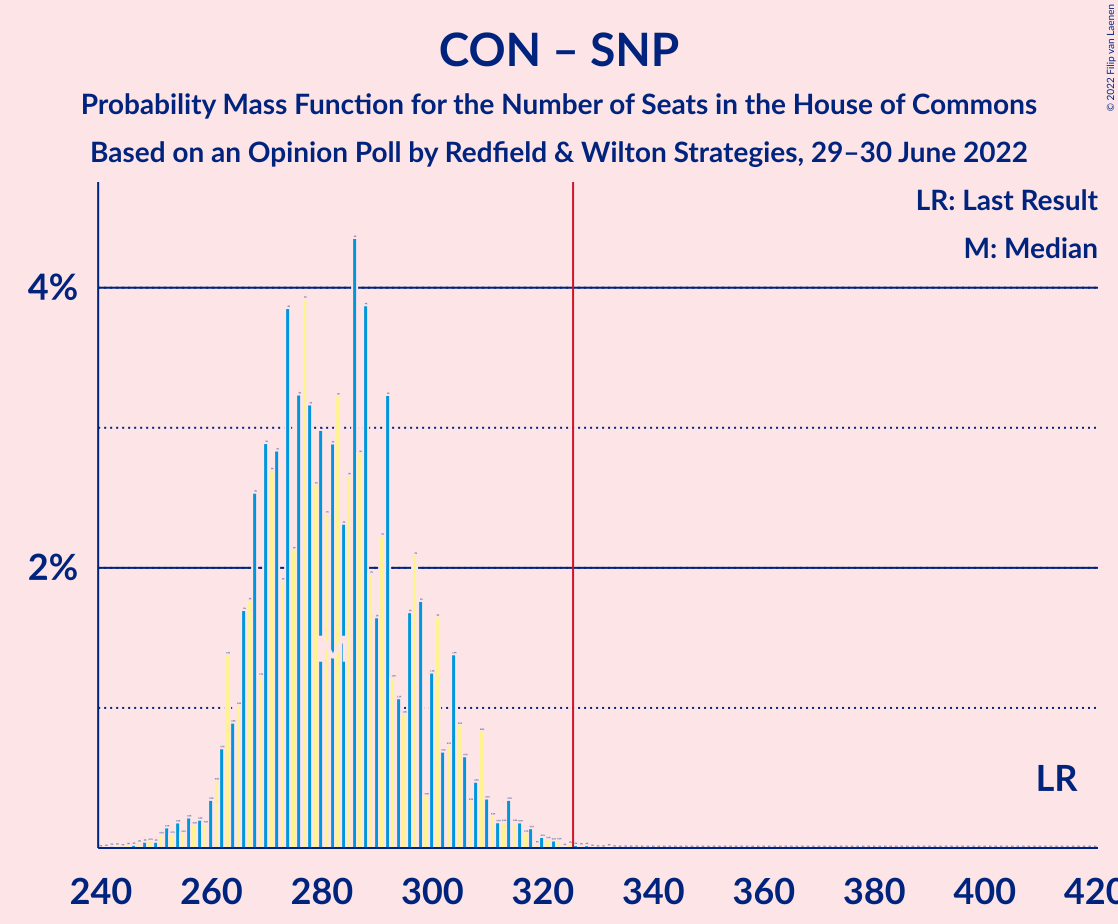 CON – SNP
Probability Mass Function for the Number of Seats in the House of Commons
Based on an Opinion Poll by Redfield & Wilton Strategies, 29–30 June 2022
© 2022 Filip van Laenen
LR: Last Result
M: Median
4%
2%
M
LR
240 260 280 300 320 340 360 380 400 420